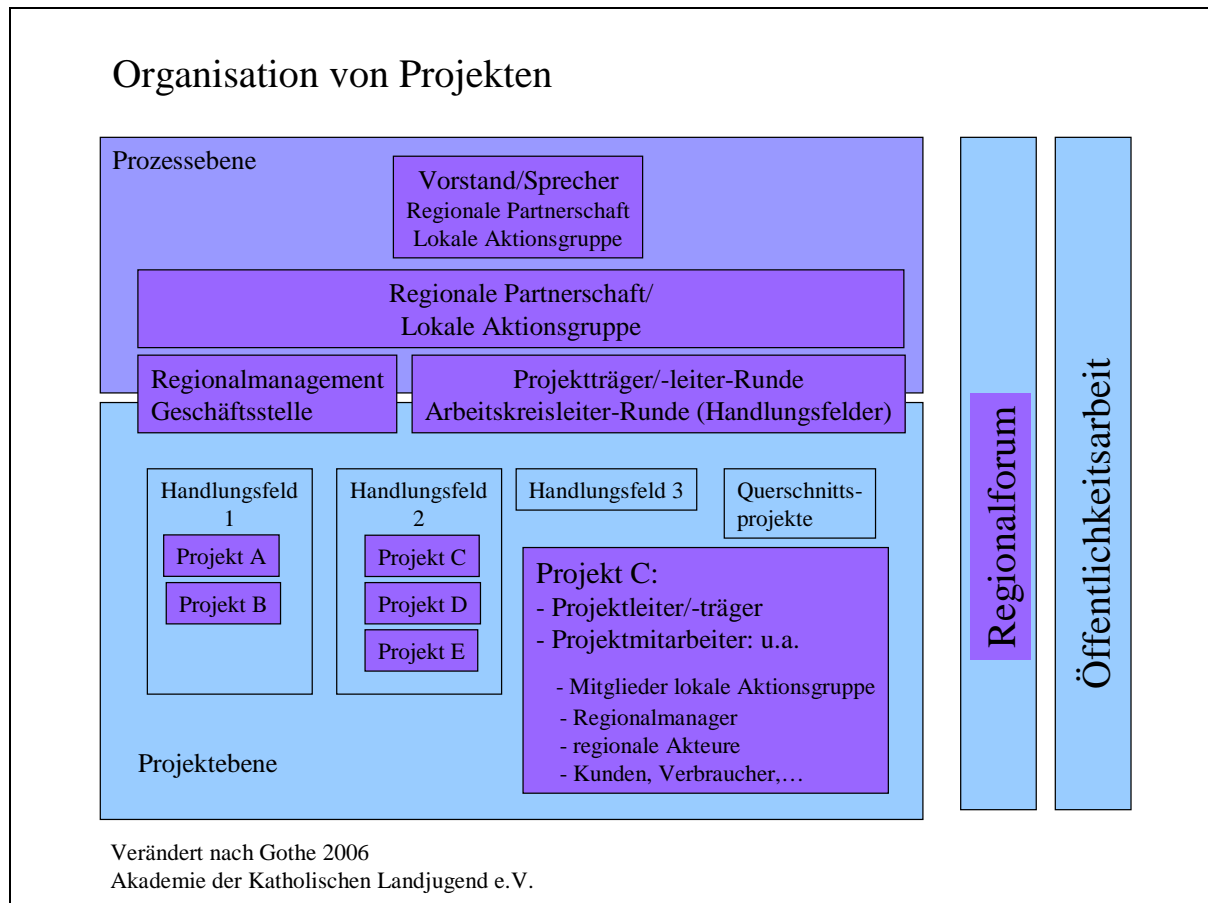 Organisation von Projekten
Prozessebene
Vorstand/Sprecher
Regionale Partnerschaft
Lokale Aktionsgruppe
Regionale Partnerschaft/
Lokale Aktionsgruppe
Regionalmanagement
Geschäftsstelle
Projektträger/-leiter-Runde
Arbeitskreisleiter-Runde (Handlungsfelder)
Handlungsfeld
1
Projekt A
Projekt B
Handlungsfeld
2
Projekt C
Projekt D
Projekt E
Handlungsfeld 3
Querschnitts-
projekte
Projekt C:
- Projektleiter/-träger
- Projektmitarbeiter: u.a.
- Mitglieder lokale Aktionsgruppe
- Regionalmanager
- regionale Akteure
- Kunden, Verbraucher,…
Projektebene
Regionalforum
Öffentlichkeitsarbeit
Verändert nach Gothe 2006
Akademie der Katholischen Landjugend e.V.